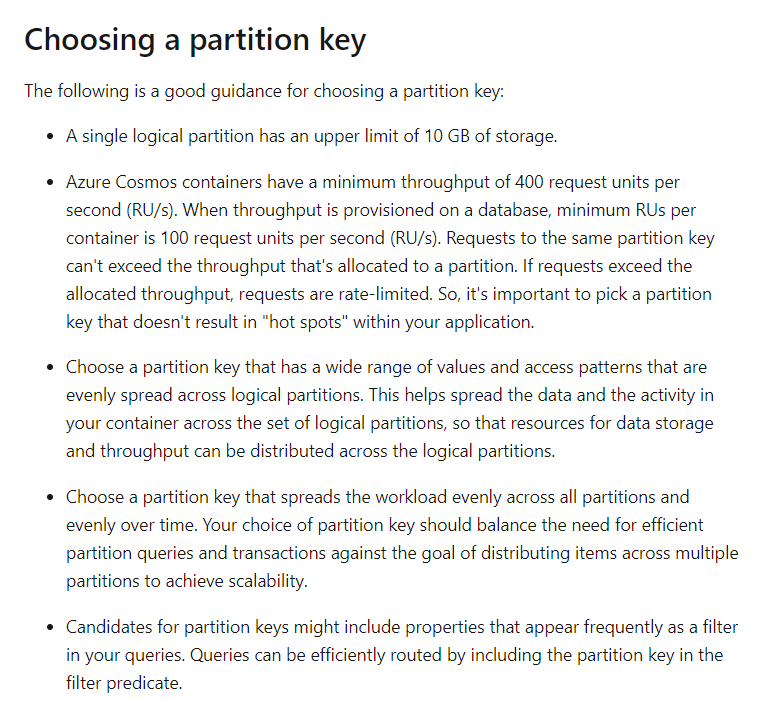 Choosing a partition key
The following is a good guidance for choosing a partition key:
• A single logical partition has an upper limit of 10 GB of storage.
• Azure Cosmos containers have a minimum throughput of 400 request units per
second (RU/s). When throughput is provisioned on a database, minimum RUs per
container is 100 request units per second (RU/s). Requests to the same partition key
can't exceed the throughput that's allocated to a partition. If requests exceed the
allocated throughput, requests are rate-limited. So, it's important to pick a partition
key that doesn't result in "hot spots" within your application.
• Choose a partition key that has a wide range of values and access patterns that are
evenly spread across logical partitions. This helps spread the data and the activity in
your container across the set of logical partitions, so that resources for data storage
and throughput can be distributed across the logical partitions.
• Choose a partition key that spreads the workload evenly across all partitions and
evenly over time. Your choice of partition key should balance the need for efficient
partition queries and transactions against the goal of distributing items across multiple
partitions to achieve scalability.
• Candidates for partition keys might include properties that appear frequently as a filter
in your queries. Queries can be efficiently routed by including the partition key in the
filter predicate.